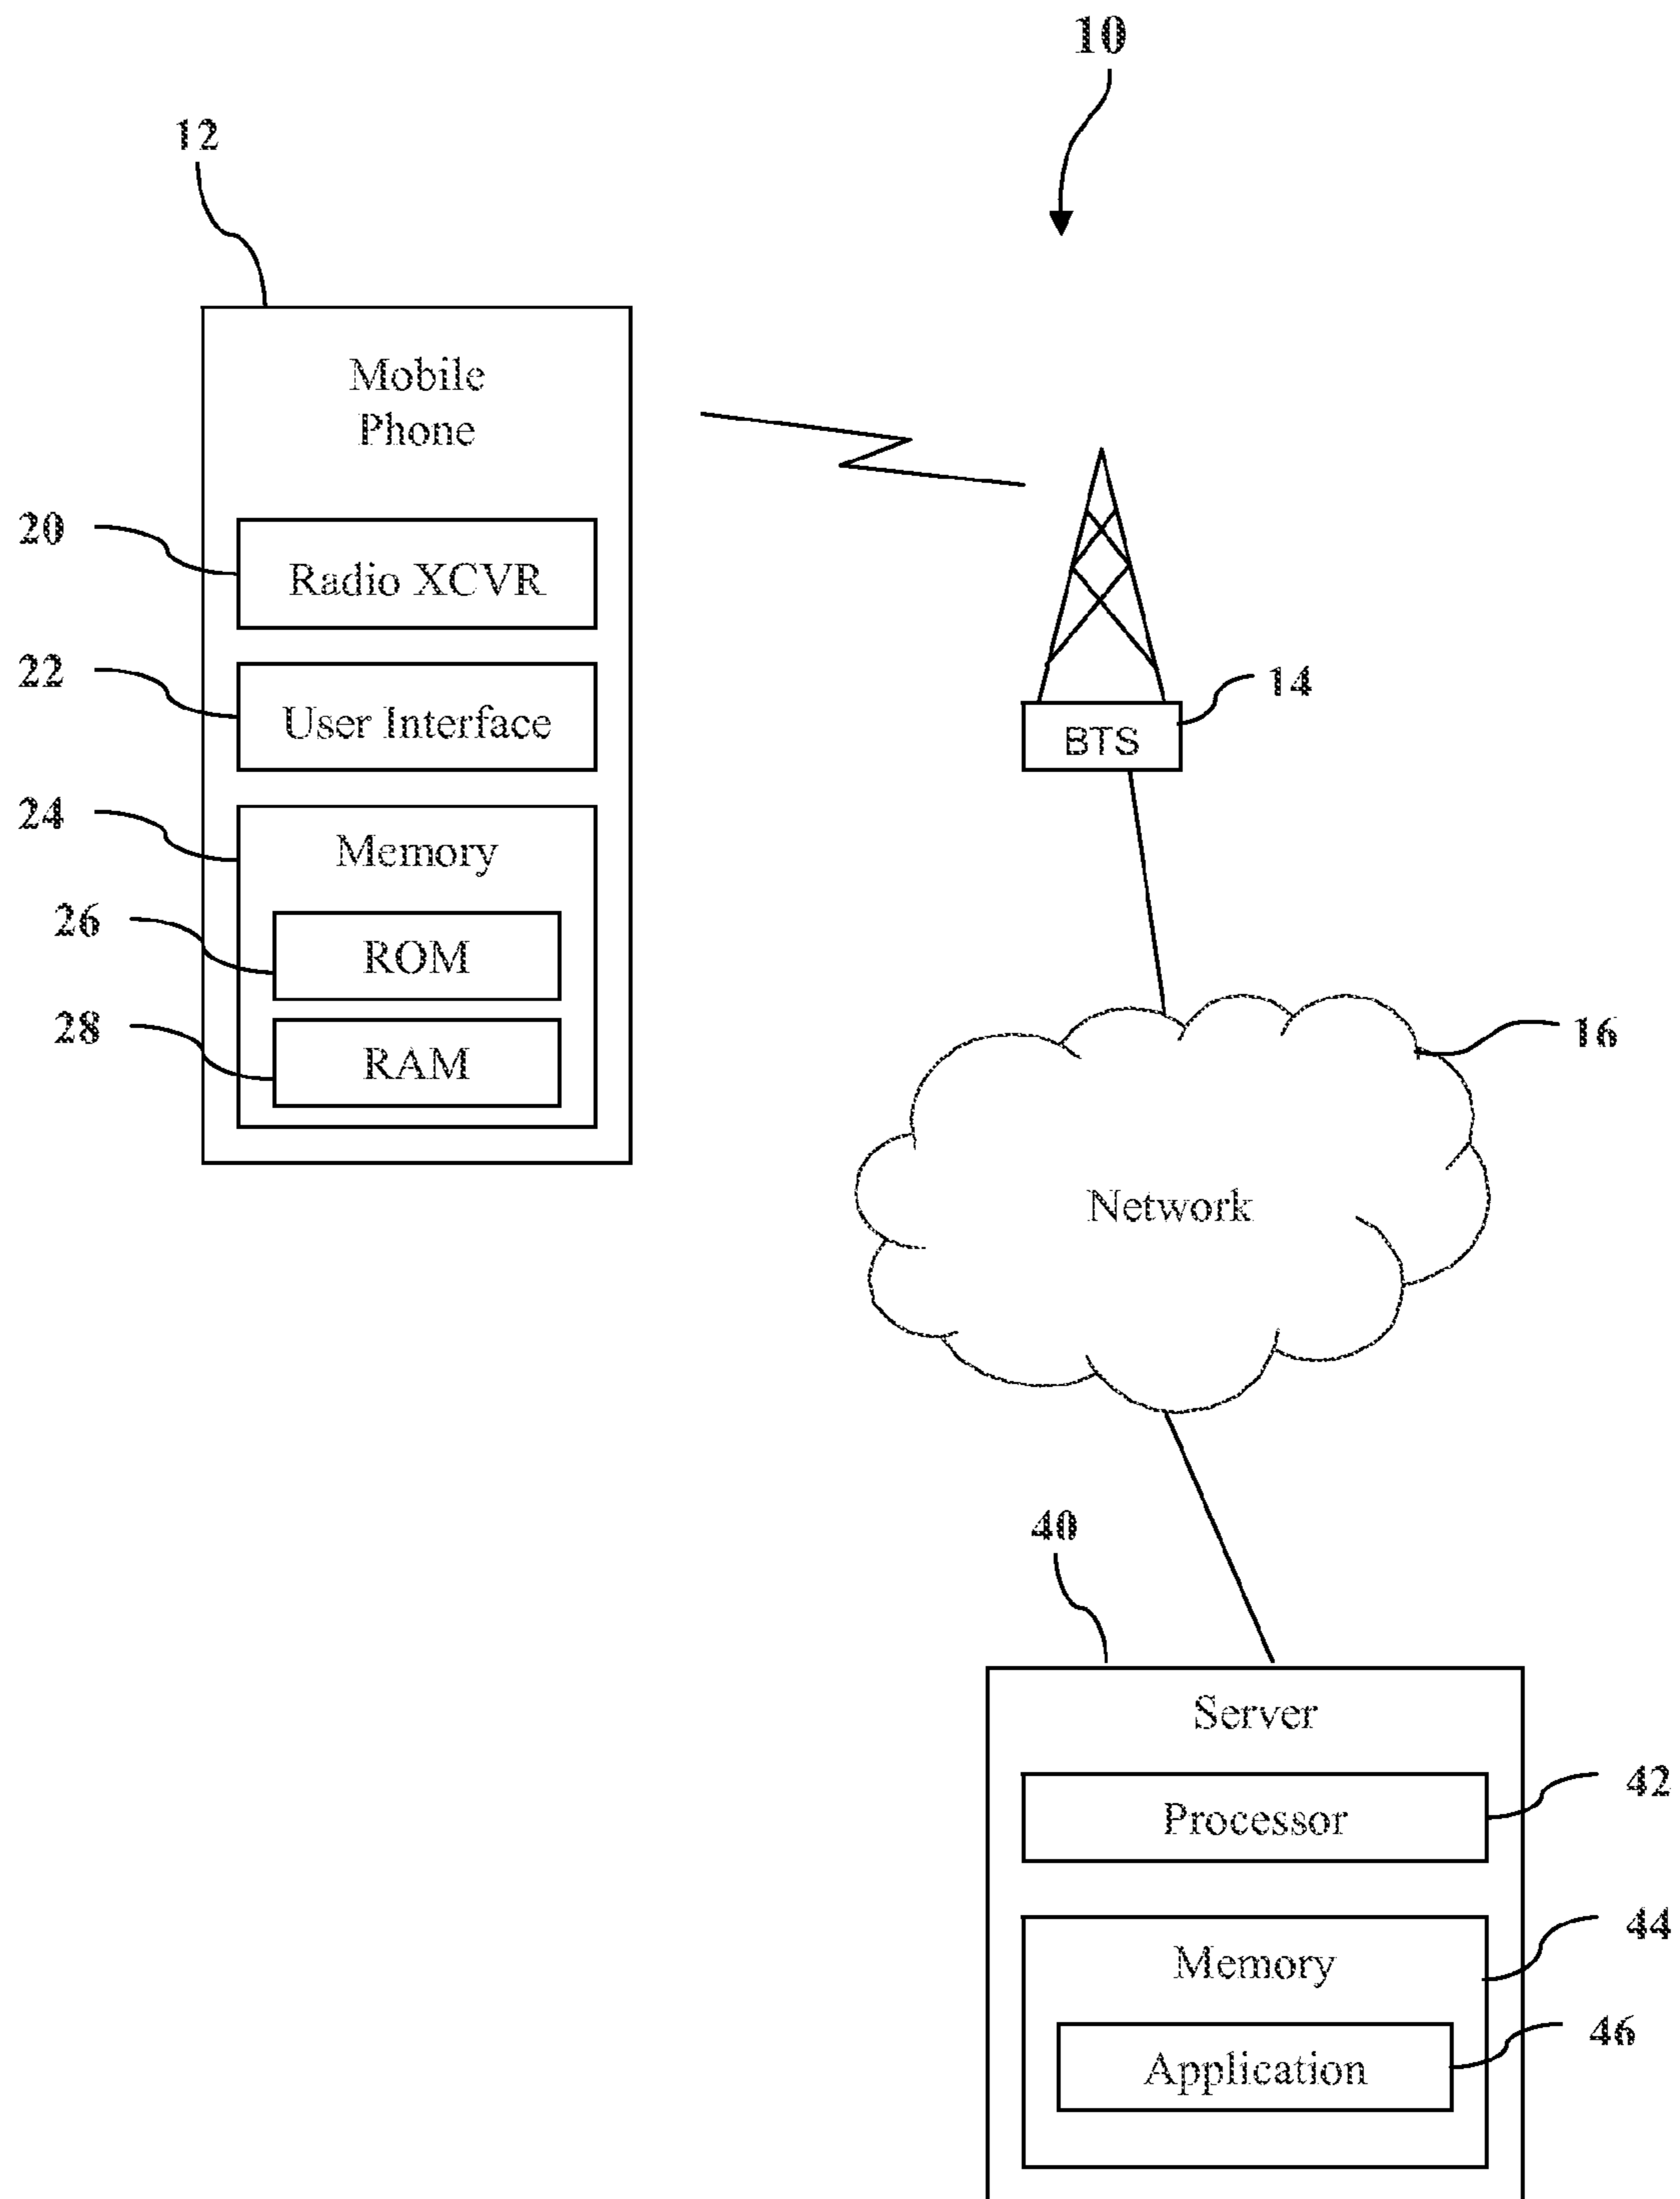 10
12
Mobile
Phone
20
Radio XCVR
22
User Interface
14
BTS
24
Memory
26
ROM
28
RAM
16
Network
40
Server
42
Processor
44
Memory
46
Application